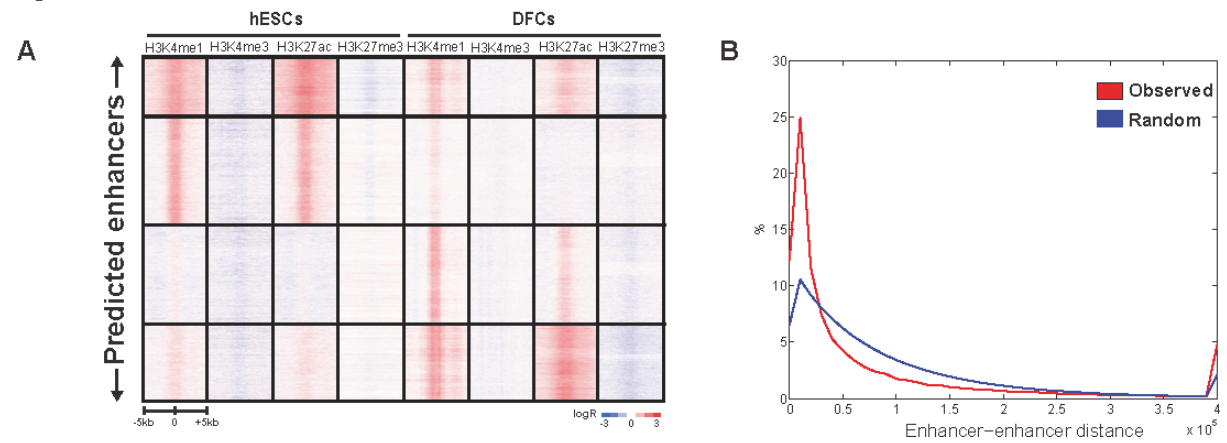 hESCs DFCs
A
H3K4me1 H3K4me3 H3K27ac H3K27me3 H3K4me1 H3K4me3 H3K27ac H3K27me3
Predicted enhancers
-5kb 0 +5kb
logR
-3 0 3
B
%
30
25
20
15
10
5
0
Observed
Random
0 0.5 1 1.5 2 2.5 3 3.5 4
x 10^5
Enhancer-enhancer distance